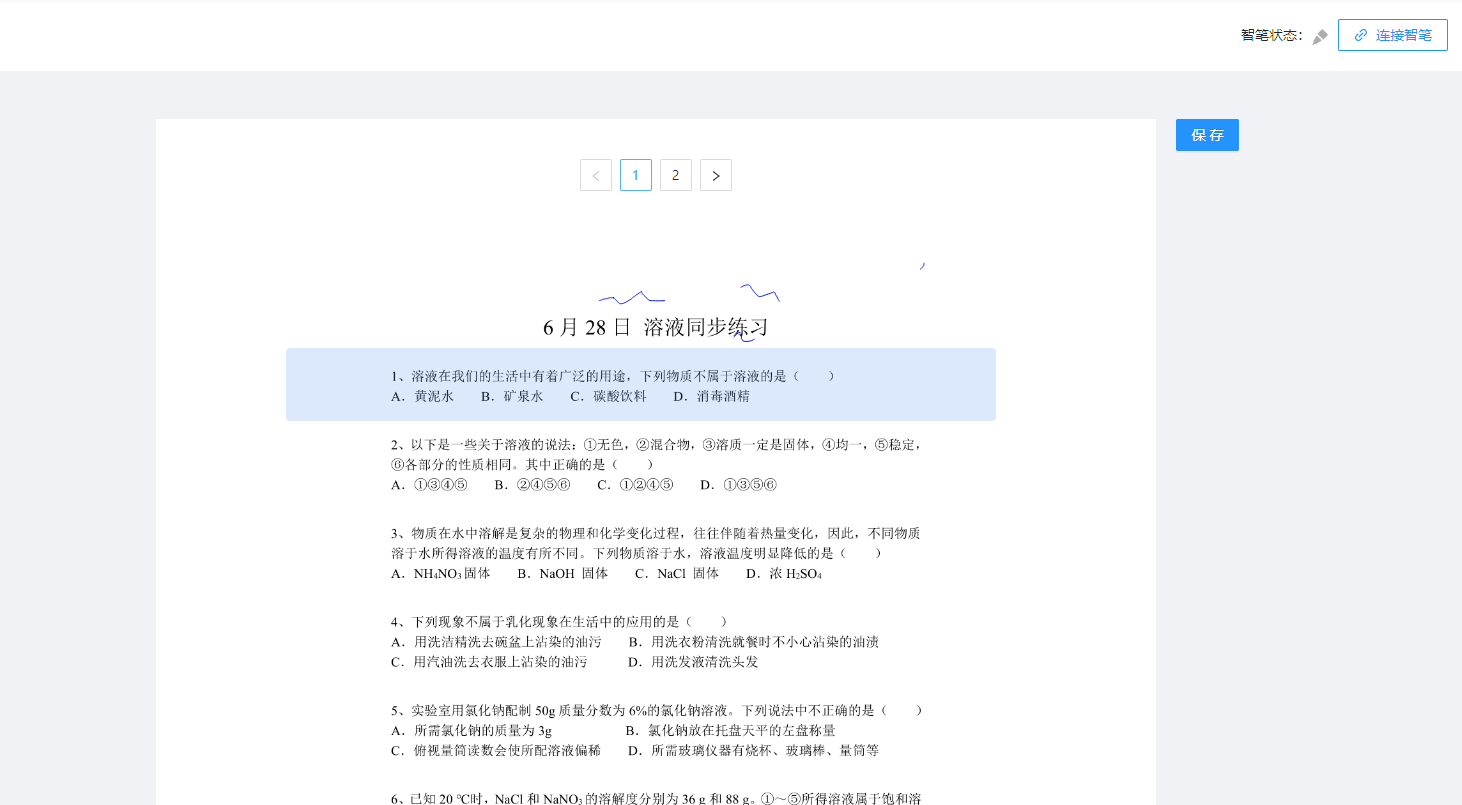 智笔状态：
连接智笔
保存
< 1 2 >
6 月 28 日 溶液同步练习
1、溶液在我们的生活中有着广泛的用途，下列物质不属于溶液的是（　　）
A．黄泥水　　B．矿泉水　　C．碳酸饮料　　D．消毒酒精
2、以下是一些关于溶液的说法：①无色，②混合物，③溶质一定是固体，④均一，⑤稳定，
⑥各部分的性质相同。其中正确的是（　　）
A．①③④⑤　　B．②④⑤⑥　　C．①②④⑤　　D．①③⑤⑥
3、物质在水中溶解是复杂的物理和化学变化过程，往往伴随着热量变化，因此，不同物质
溶于水所得溶液的温度有所不同。下列物质溶于水，溶液温度明显降低的是（　　）
A．NH₄NO₃固体　　B．NaOH 固体　　C．NaCl 固体　　D．浓 H₂SO₄
4、下列现象不属于乳化现象在生活中的应用的是（　　）
A．用洗洁精洗去碗盆上沾染的油污　　B．用洗衣粉清洗就餐时不小心沾染的油渍
C．用汽油洗去衣服上沾染的油污　　D．用洗发液清洗头发
5、实验室用氯化钠配制 50g 质量分数为 6%的氯化钠溶液。下列说法中不正确的是（　　）
A．所需氯化钠的质量为 3g　　B．氯化钠放在托盘天平的左盘称量
C．俯视量筒读数会使所配溶液偏稀　　D．所需玻璃仪器有烧杯、玻璃棒、量筒等
6、已知 20 ℃时，NaCl 和 NaNO₃的溶解度分别为 36 g 和 88 g。①～⑤所得溶液属于饱和溶